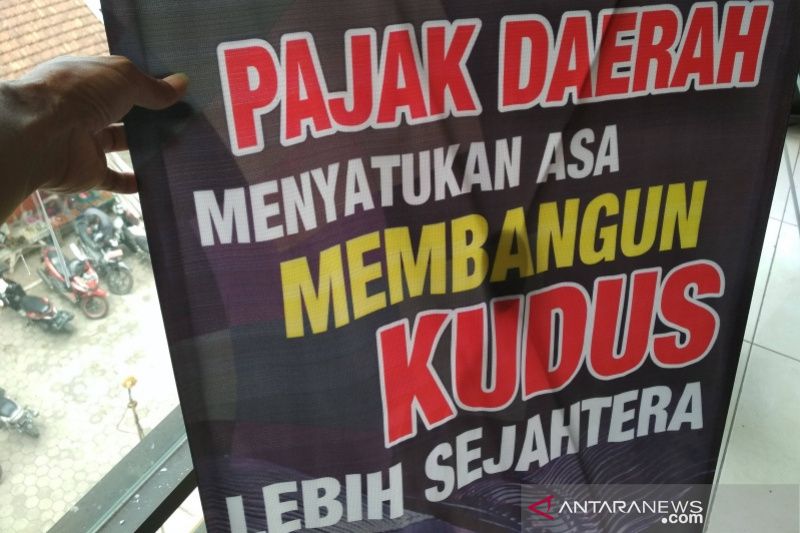 PAJAK DAERAH
MENYATUKAN ASA
MEMBANGUN
KUDUS
LEBIH SEJAHTERA
ANTARANEWS
.com